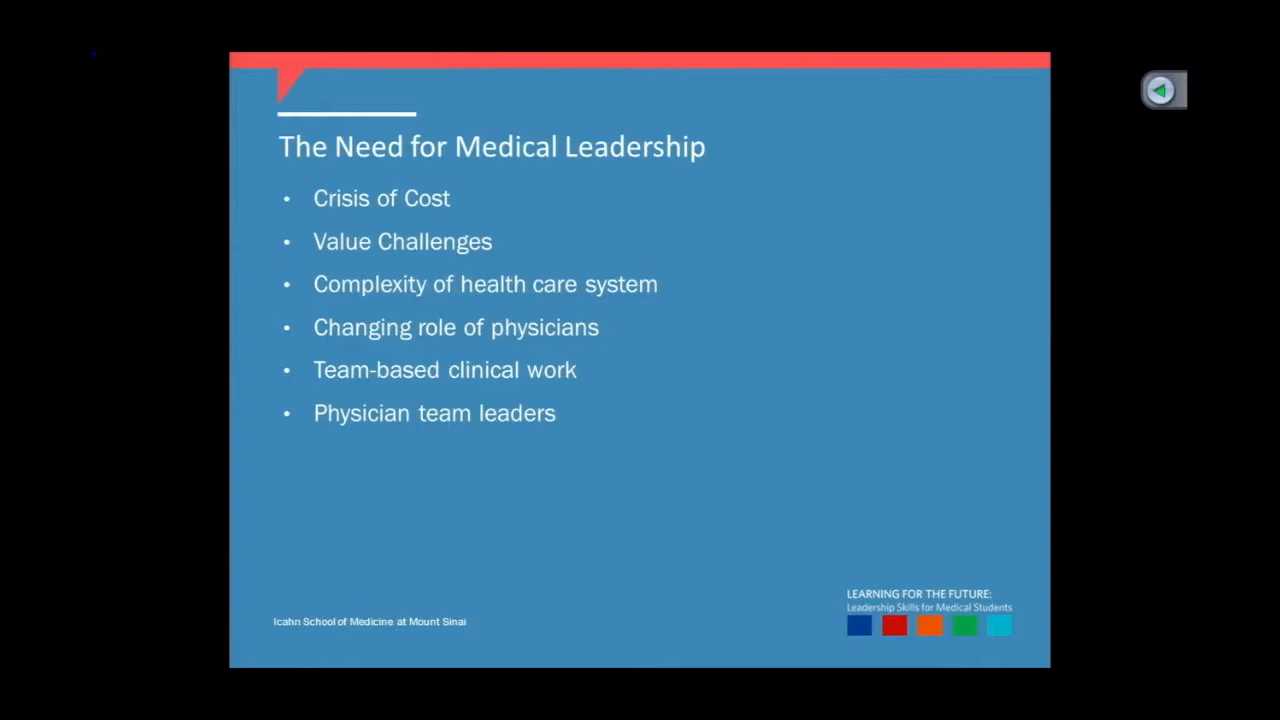 The Need for Medical Leadership
• Crisis of Cost
• Value Challenges
• Complexity of health care system
• Changing role of physicians
• Team-based clinical work
• Physician team leaders
LEARNING FOR THE FUTURE:
Leadership Skills for Medical Students
Icahn School of Medicine at Mount Sinai